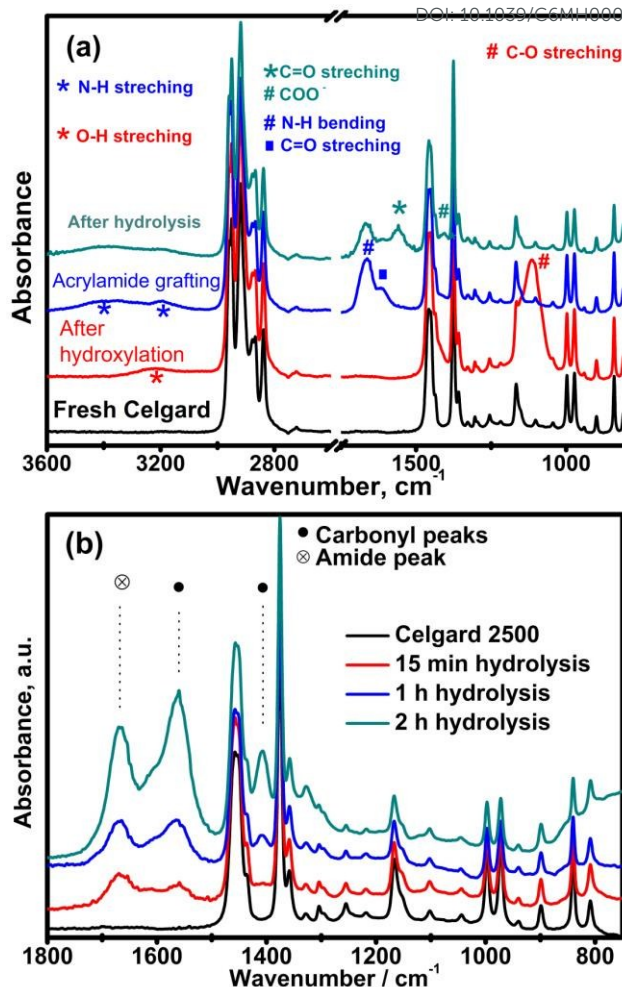 DOI: 10.1039/C6MH000
(a)
# C-O streching
* N-H streching
* C=O streching
# COO-
* O-H streching
# N-H bending
■ C=O streching
After hydrolysis
*
#
#
■
#
Acrylamide grafting
* *
After
hydroxylation
*
Fresh Celgard
Absorbance
3600 3200 2800 1500 1000
Wavenumber, cm-1
(b)
● Carbonyl peaks
⊗ Amide peak
⊗ ● ●
Celgard 2500
15 min hydrolysis
1 h hydrolysis
2 h hydrolysis
Absorbance, a.u.
1800 1600 1400 1200 1000 800
Wavenumber / cm-1